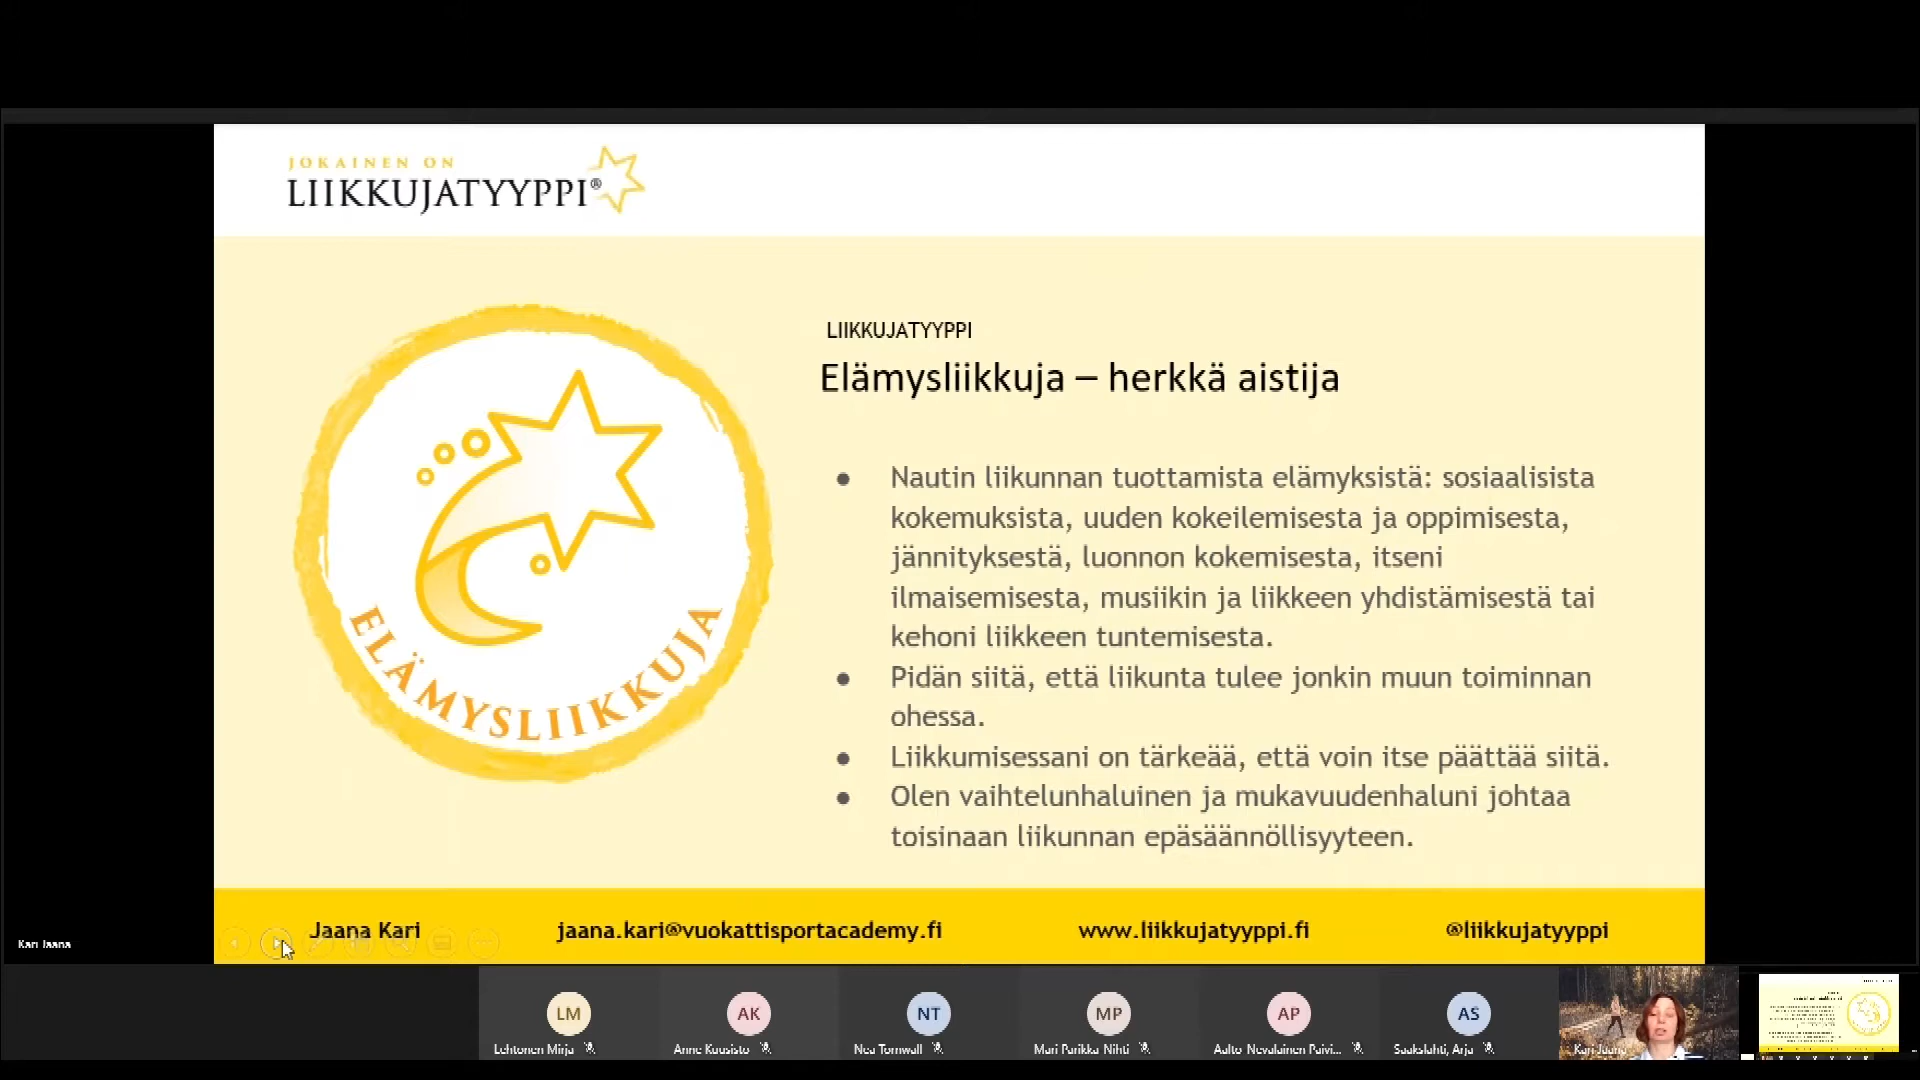 JOKAINEN ON
LIIKKUJATYYPPI®
LIIKKUJATYYPPI
Elämysliikkuja – herkkä aistija
ELÄMYSLIIKKUJA
● Nautin liikunnan tuottamista elämyksistä: sosiaalisista
kokemuksista, uuden kokeilemisesta ja oppimisesta,
jännityksestä, luonnon kokemisesta, itseni
ilmaisemisesta, musiikin ja liikkeen yhdistämisestä tai
kehoni liikkeen tuntemisesta.
● Pidän siitä, että liikunta tulee jonkin muun toiminnan
ohessa.
● Liikkumisessani on tärkeää, että voin itse päättää siitä.
● Olen vaihtelunhaluinen ja mukavuudenhaluni johtaa
toisinaan liikunnan epäsäännöllisyyteen.
Jaana Kari jaana.kari@vuokattisportacademy.fi www.liikkujatyyppi.fi @liikkujatyyppi
Kari Jaana
LM AK NT MP AP AS
Lehtonen Mirja Anne Kuusisto Nea Tornwall Mari Parikka-Nihti Aalto-Nevalainen Päivi... Sääkslahti, Arja Kari Jaana